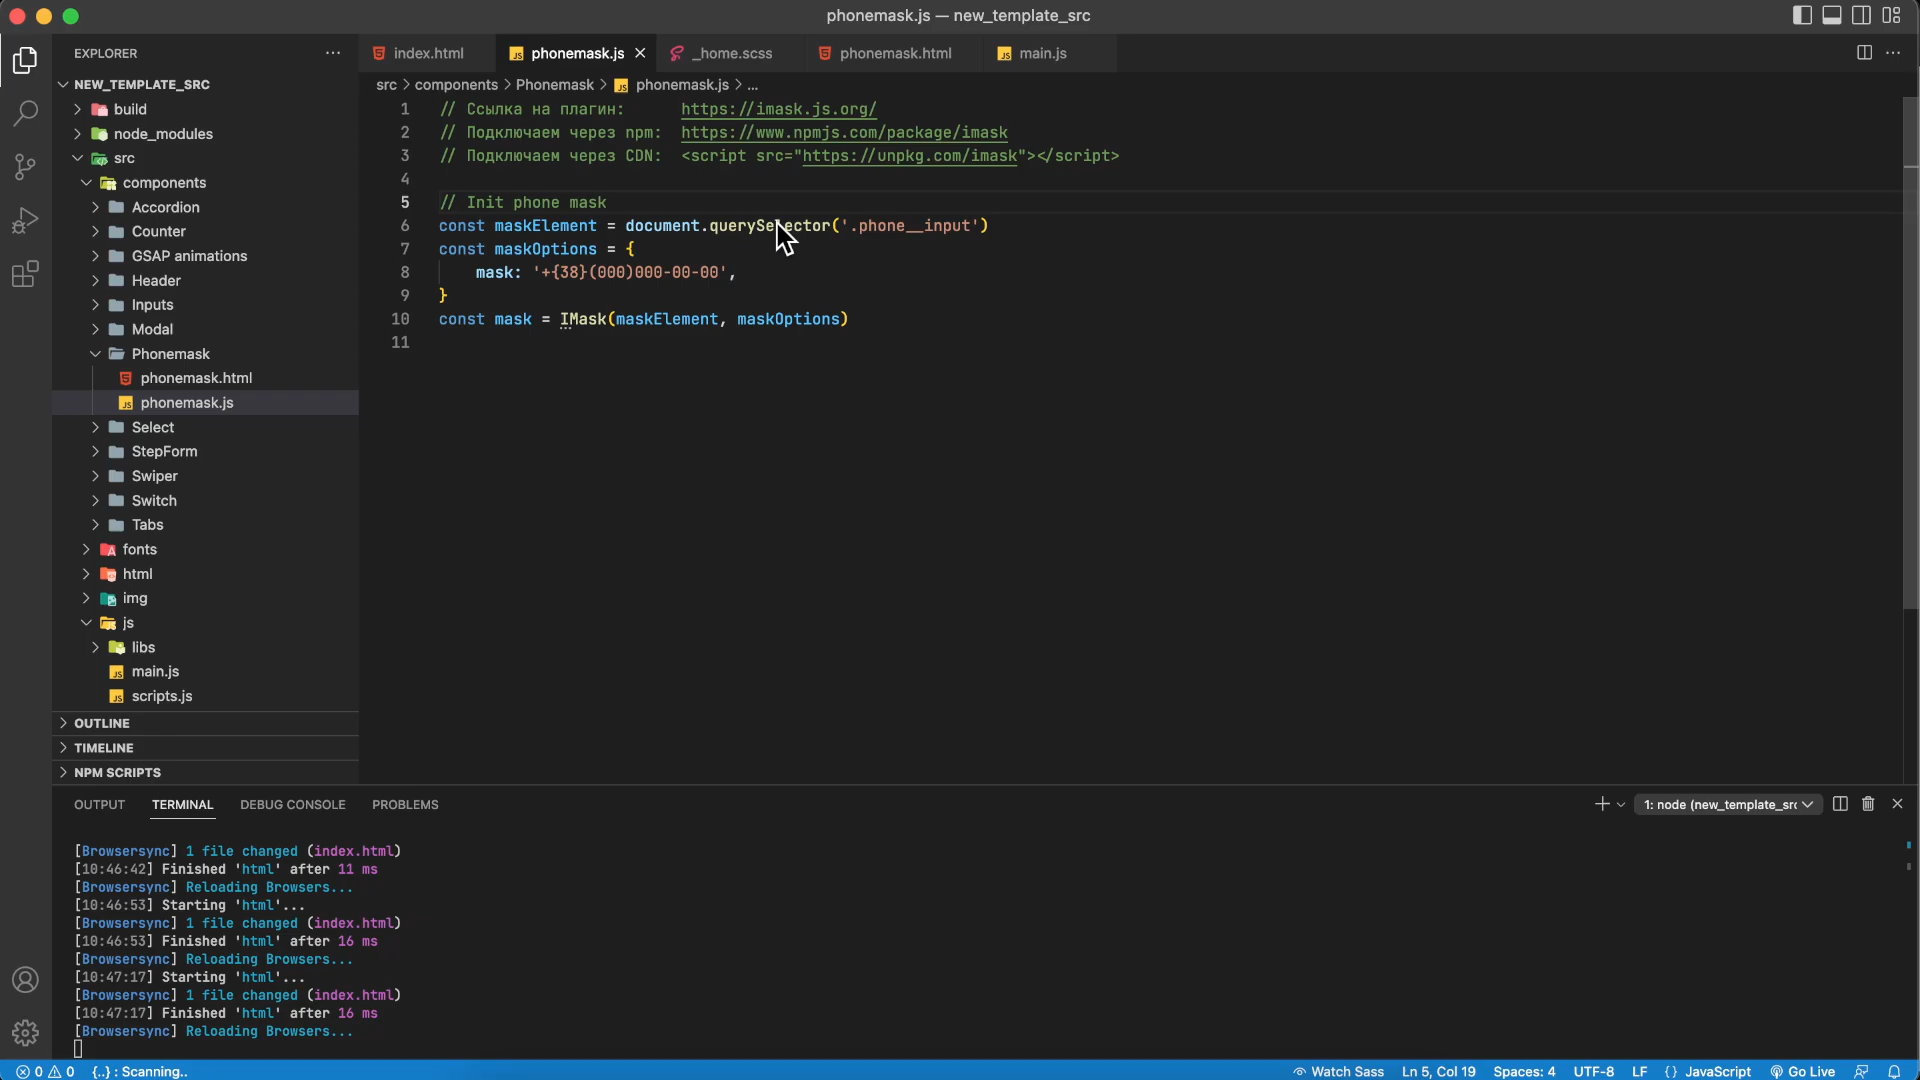 phonemask.js — new_template_src
EXPLORER
NEW_TEMPLATE_SRC
build
node_modules
src
components
Accordion
Counter
GSAP animations
Header
Inputs
Modal
Phonemask
phonemask.html
phonemask.js
Select
StepForm
Swiper
Switch
Tabs
fonts
html
img
js
libs
main.js
scripts.js
OUTLINE
TIMELINE
NPM SCRIPTS
index.html
phonemask.js
_home.scss
phonemask.html
main.js
src > components > Phonemask > phonemask.js > ...
1 // Ссылка на плагин: https://imask.js.org/
2 // Подключаем через npm: https://www.npmjs.com/package/imask
3 // Подключаем через CDN: <script src="https://unpkg.com/imask"></script>
4
5 // Init phone mask
6 const maskElement = document.querySelector('.phone__input')
7 const maskOptions = {
8 mask: '+{38}(000)000-00-00',
9 }
10 const mask = IMask(maskElement, maskOptions)
11
OUTPUT TERMINAL DEBUG CONSOLE PROBLEMS
1: node (new_template_src
[Browsersync] 1 file changed (index.html)
[10:46:42] Finished 'html' after 11 ms
[Browsersync] Reloading Browsers...
[10:46:53] Starting 'html'...
[Browsersync] 1 file changed (index.html)
[10:46:53] Finished 'html' after 16 ms
[Browsersync] Reloading Browsers...
[10:47:17] Starting 'html'...
[Browsersync] 1 file changed (index.html)
[10:47:17] Finished 'html' after 16 ms
[Browsersync] Reloading Browsers...
0 0 {..} : Scanning..
Watch Sass Ln 5, Col 19 Spaces: 4 UTF-8 LF {} JavaScript Go Live